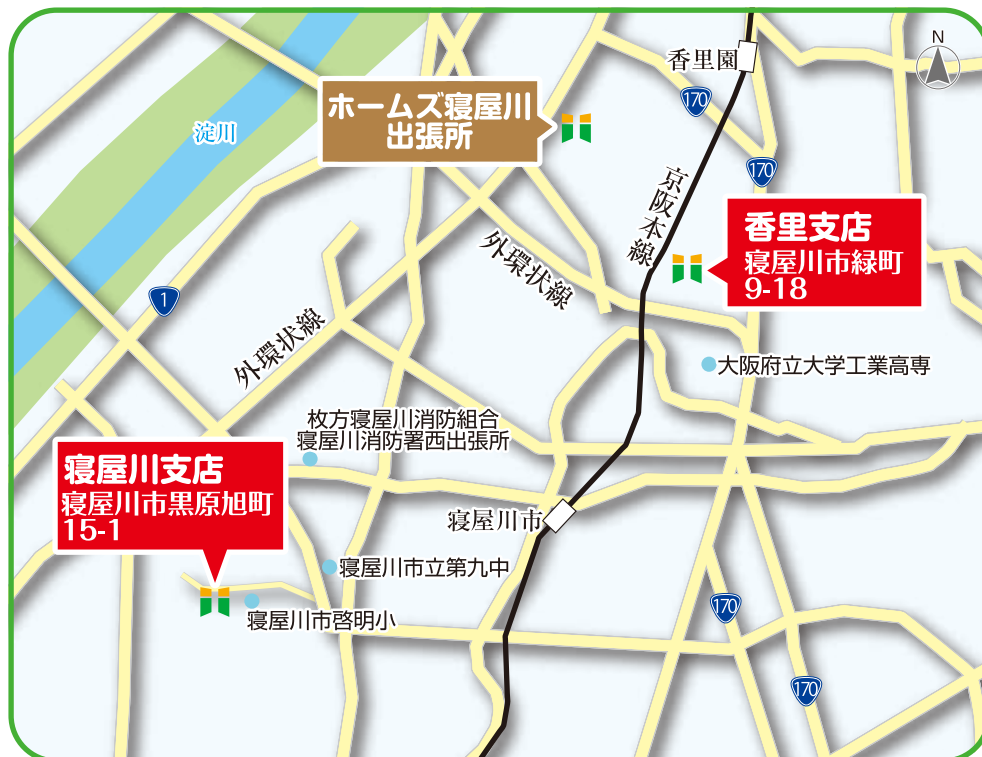 N
香里園
170
ホームズ寝屋川
出張所
淀川
170
京阪本線
香里支店
寝屋川市緑町
9-18
外環状線
1
外環状線
大阪府立大学工業高専
枚方寝屋川消防組合
寝屋川消防署西出張所
寝屋川支店
寝屋川市黒原旭町
15-1
寝屋川市
寝屋川市立第九中
170
寝屋川市啓明小
170